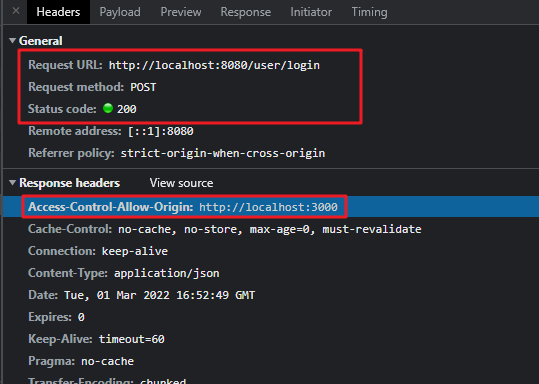 Headers Payload Preview Response Initiator Timing
General
Request URL: http://localhost:8080/user/login
Request method: POST
Status code: 200
Remote address: [::1]:8080
Referrer policy: strict-origin-when-cross-origin
Response headers View source
Access-Control-Allow-Origin: http://localhost:3000
Cache-Control: no-cache, no-store, max-age=0, must-revalidate
Connection: keep-alive
Content-Type: application/json
Date: Tue, 01 Mar 2022 16:52:49 GMT
Expires: 0
Keep-Alive: timeout=60
Pragma: no-cache
Transfer-Encoding: chunked